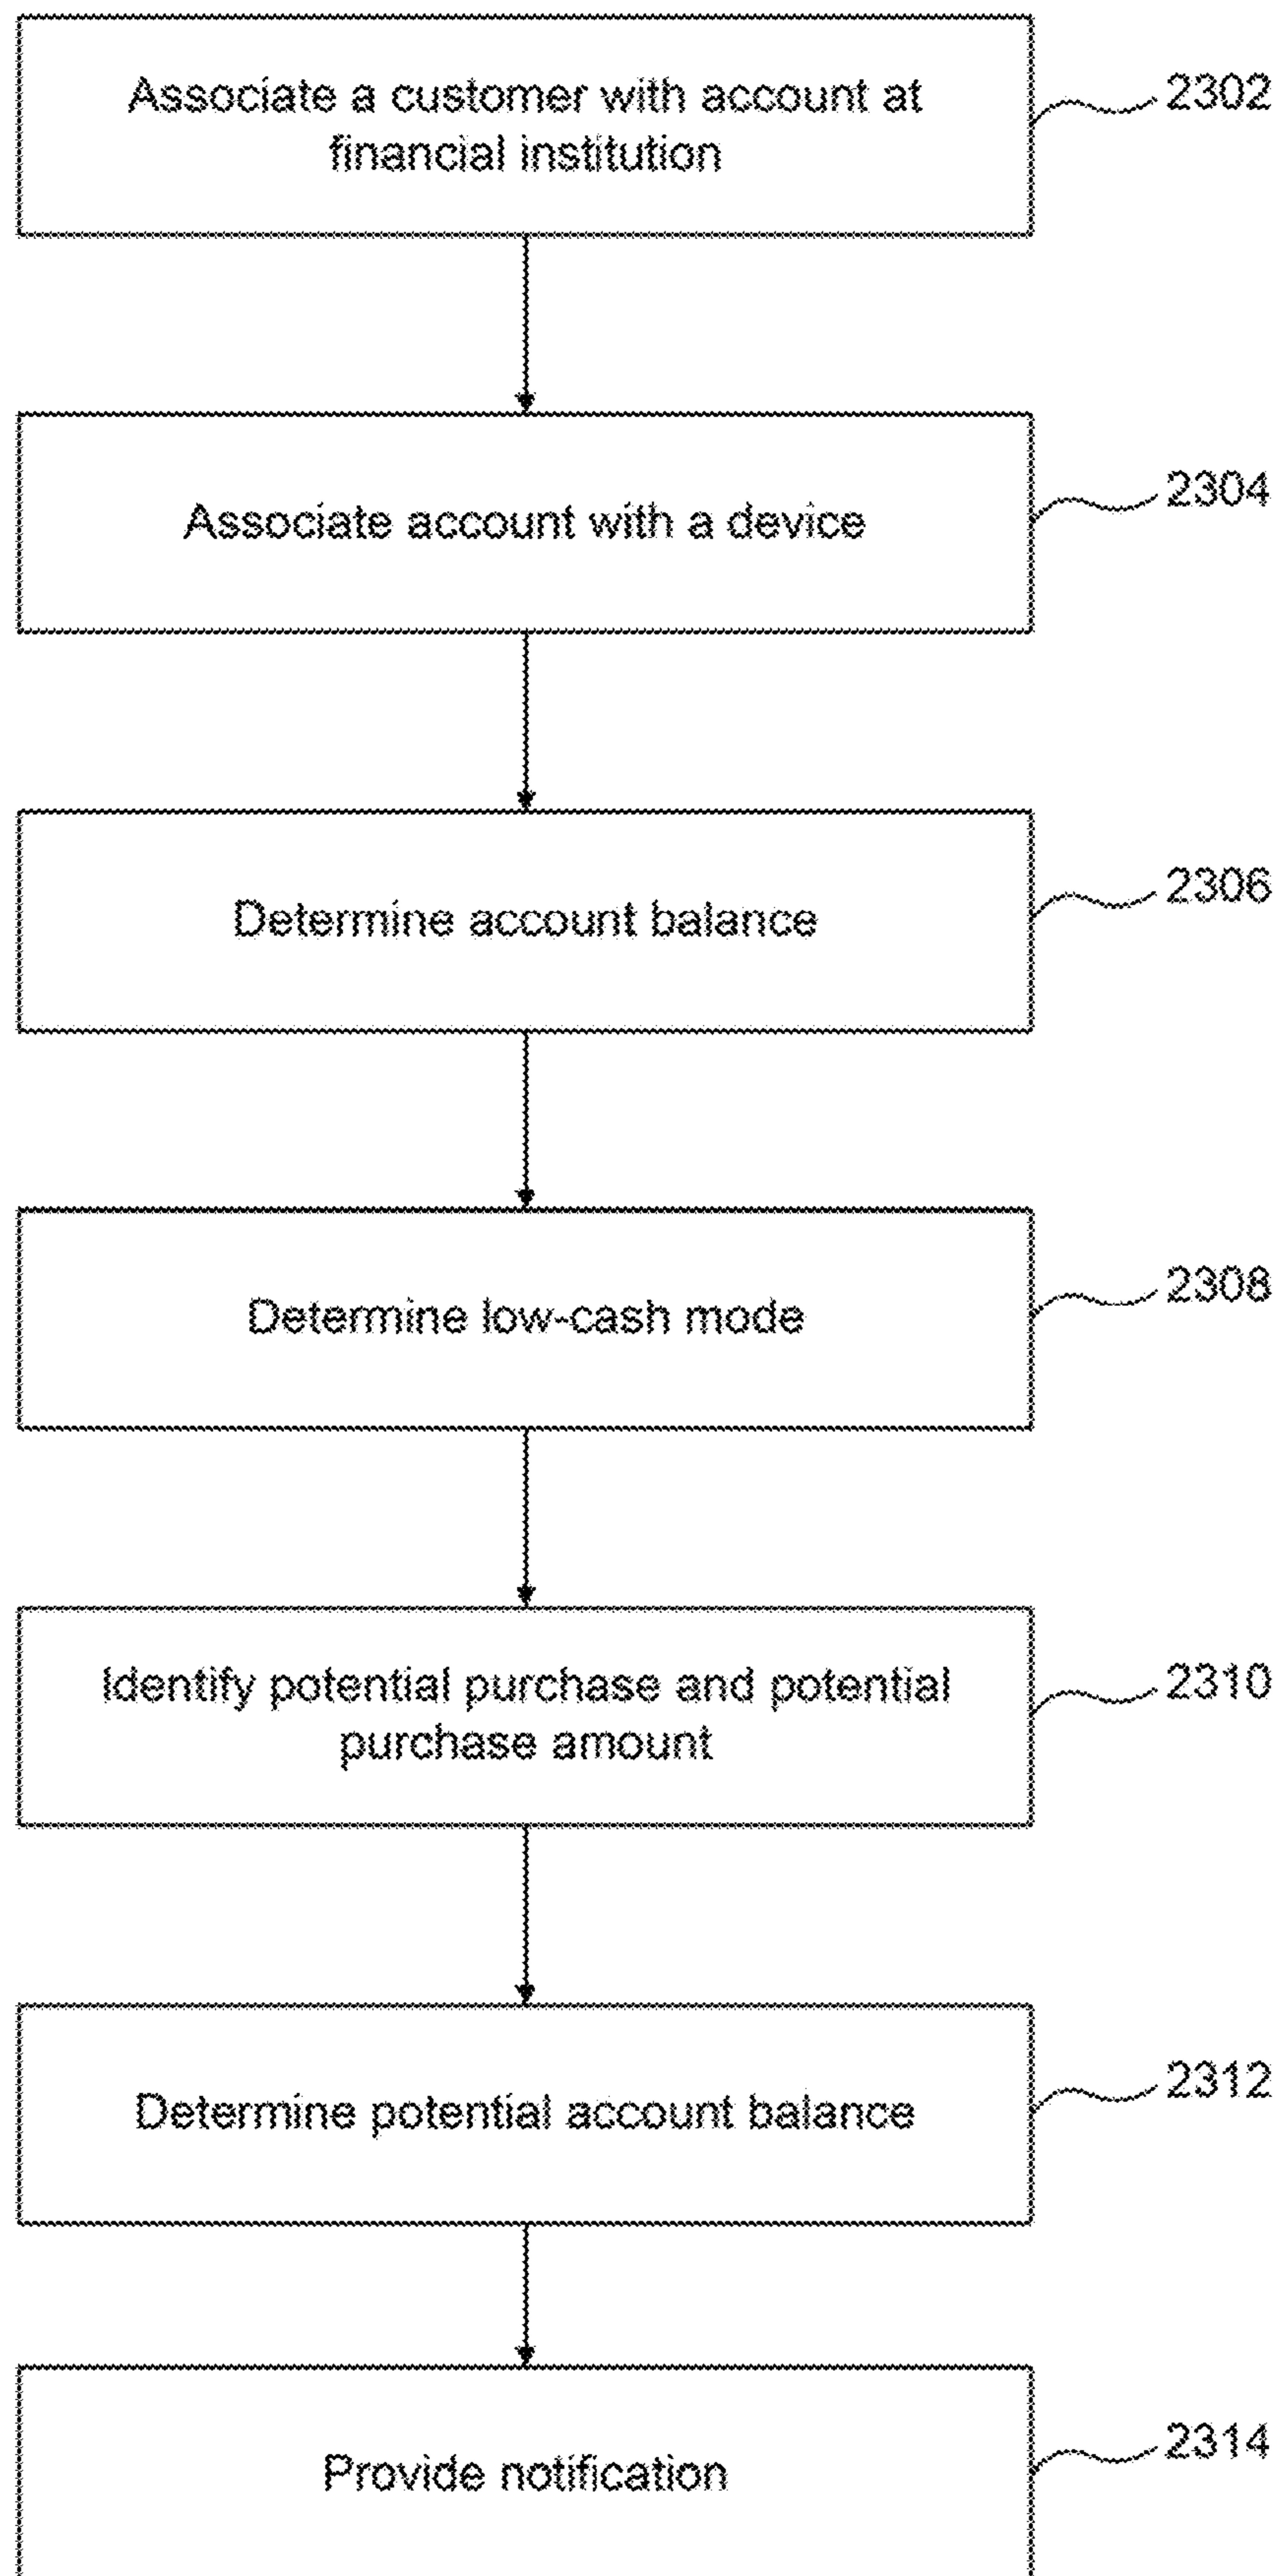 Associate a customer with account at
financial institution
2302
Associate account with a device
2304
Determine account balance
2306
Determine low-cash mode
2308
Identify potential purchase and potential
purchase amount
2310
Determine potential account balance
2312
Provide notification
2314